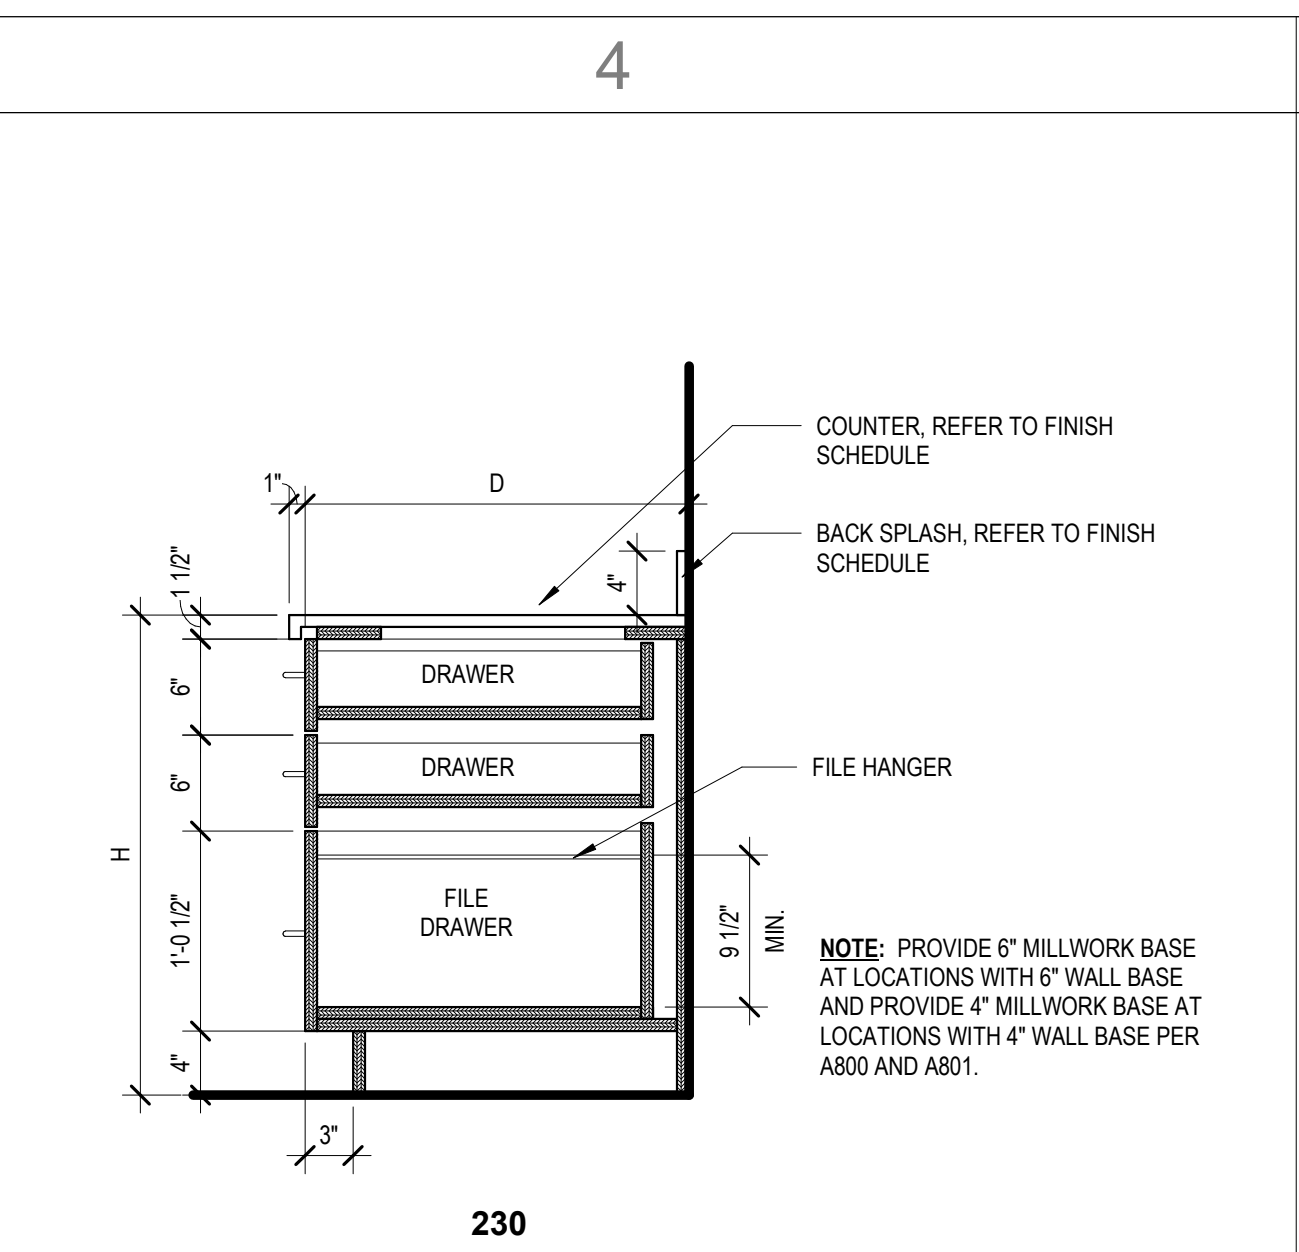 4
COUNTER, REFER TO FINISH
SCHEDULE
1"
D
BACK SPLASH, REFER TO FINISH
SCHEDULE
1 1/2"
4"
6"
DRAWER
6"
DRAWER
FILE HANGER
H
1'-0 1/2"
FILE
DRAWER
9 1/2"
MIN.
NOTE: PROVIDE 6" MILLWORK BASE
AT LOCATIONS WITH 6" WALL BASE
AND PROVIDE 4" MILLWORK BASE AT
LOCATIONS WITH 4" WALL BASE PER
A800 AND A801.
4"
3"
230